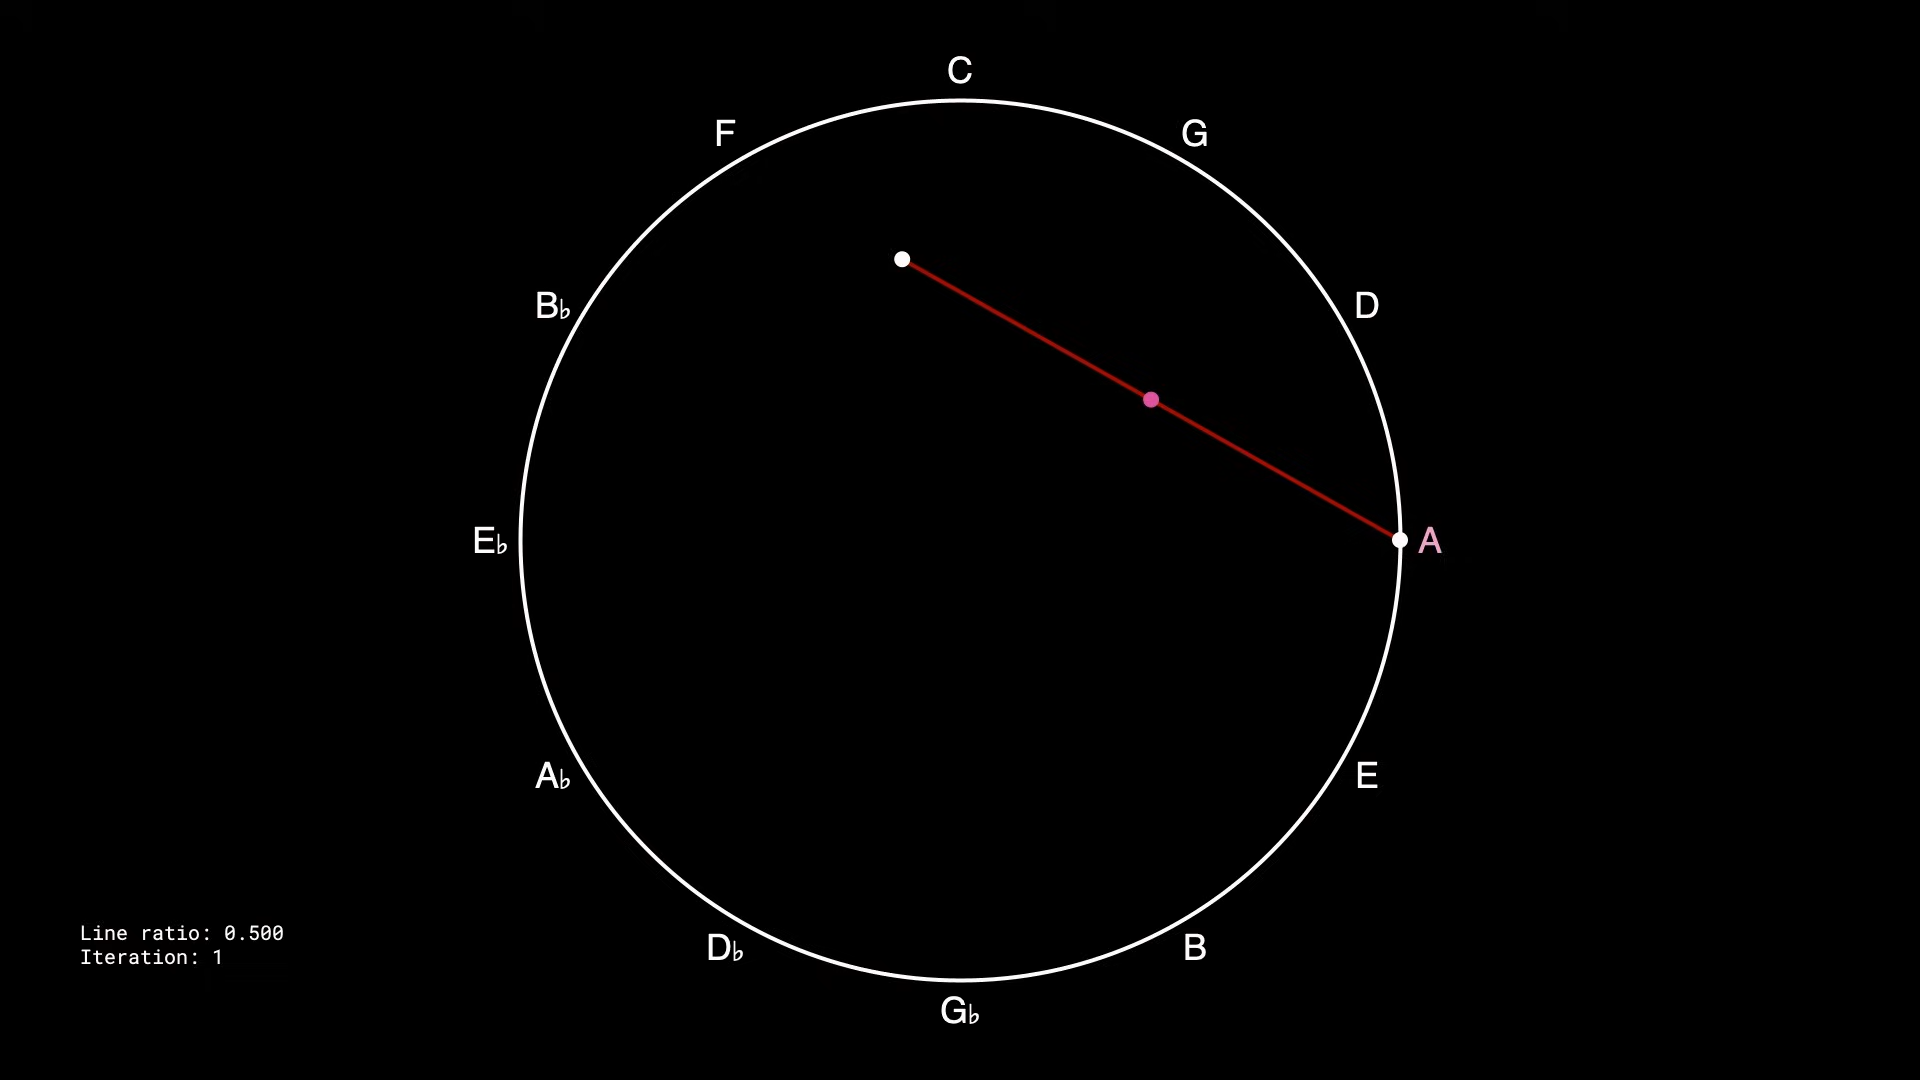 C
F
G
B♭
D
E♭
A
A♭
E
Line ratio: 0.500
Iteration: 1
D♭
B
G♭